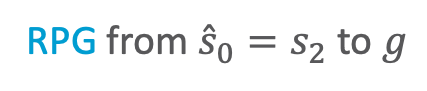 RPG from ŝ₀ = s₂ to g